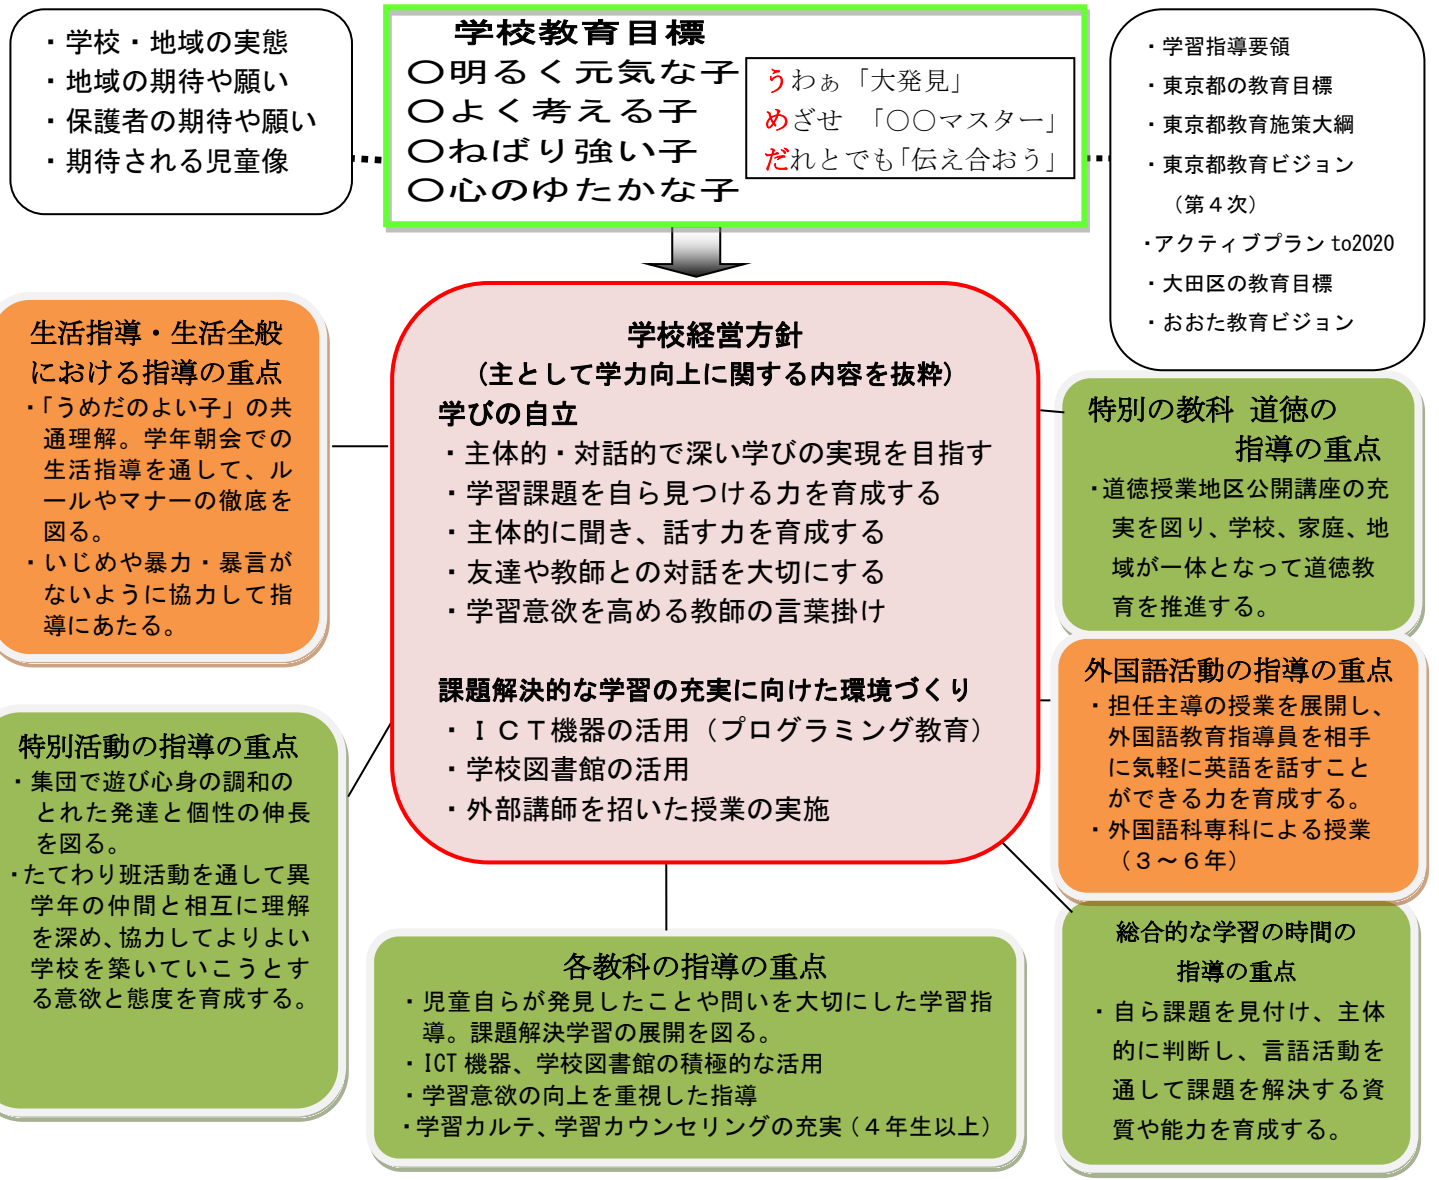 ・学校・地域の実態
・地域の期待や願い
・保護者の期待や願い
・期待される児童像
学校教育目標
○明るく元気な子
○よく考える子
○ねばり強い子
○心のゆたかな子
うわぁ「大発見」
めざせ 「○○マスター」
だれとでも「伝え合おう」
・学習指導要領
・東京都の教育目標
・東京都教育施策大綱
・東京都教育ビジョン
（第４次）
・アクティブプラン to2020
・大田区の教育目標
・おおた教育ビジョン
生活指導・生活全般
における指導の重点
・「うめだのよい子」の共
通理解。学年朝会での
生活指導を通して、ル
ールやマナーの徹底を
図る。
・いじめや暴力・暴言が
ないように協力して指
導にあたる。
学校経営方針
（主として学力向上に関する内容を抜粋）
学びの自立
・主体的・対話的で深い学びの実現を目指す
・学習課題を自ら見つける力を育成する
・主体的に聞き、話す力を育成する
・友達や教師との対話を大切にする
・学習意欲を高める教師の言葉掛け
課題解決的な学習の充実に向けた環境づくり
・ＩＣＴ機器の活用（プログラミング教育）
・学校図書館の活用
・外部講師を招いた授業の実施
特別の教科 道徳の
指導の重点
・道徳授業地区公開講座の充
実を図り、学校、家庭、地
域が一体となって道徳教
育を推進する。
外国語活動の指導の重点
・担任主導の授業を展開し、
外国語教育指導員を相手
に気軽に英語を話すこと
ができる力を育成する。
・外国語科専科による授業
（３～６年）
特別活動の指導の重点
・集団で遊び心身の調和の
とれた発達と個性の伸長
を図る。
・たてわり班活動を通して異
学年の仲間と相互に理解
を深め、協力してよりよい
学校を築いていこうとす
る意欲と態度を育成する。
各教科の指導の重点
・児童自らが発見したことや問いを大切にした学習指
導。課題解決学習の展開を図る。
・ICT 機器、学校図書館の積極的な活用
・学習意欲の向上を重視した指導
・学習カルテ、学習カウンセリングの充実（４年生以上）
総合的な学習の時間の
指導の重点
・自ら課題を見付け、主体
的に判断し、言語活動を
通して課題を解決する資
質や能力を育成する。